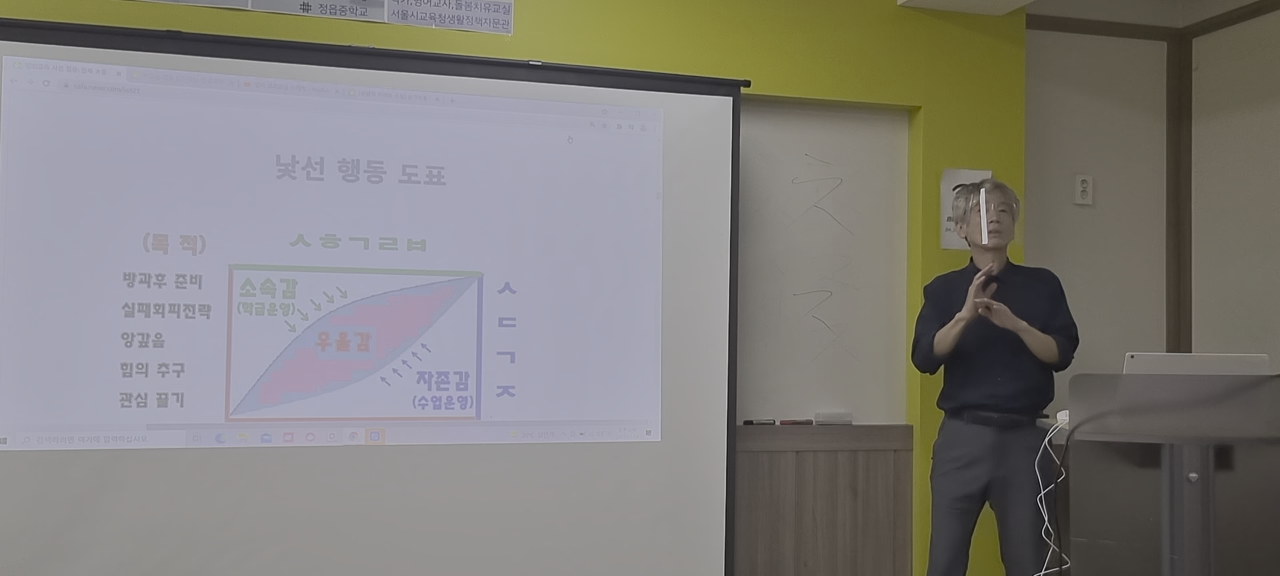 # 정읍중학교
서울시교육청생활정책자문관
낯선 행동 도표
(목 적)
ㅅㅎㄱㄹㅂ
방과후 준비
실패회피전략
앙갚음
힘의 추구
관심 끌기
소속감
(학급운영)
우울감
자존감
(수업운영)
ㅅ
ㄷ
ㄱ
ㅈ